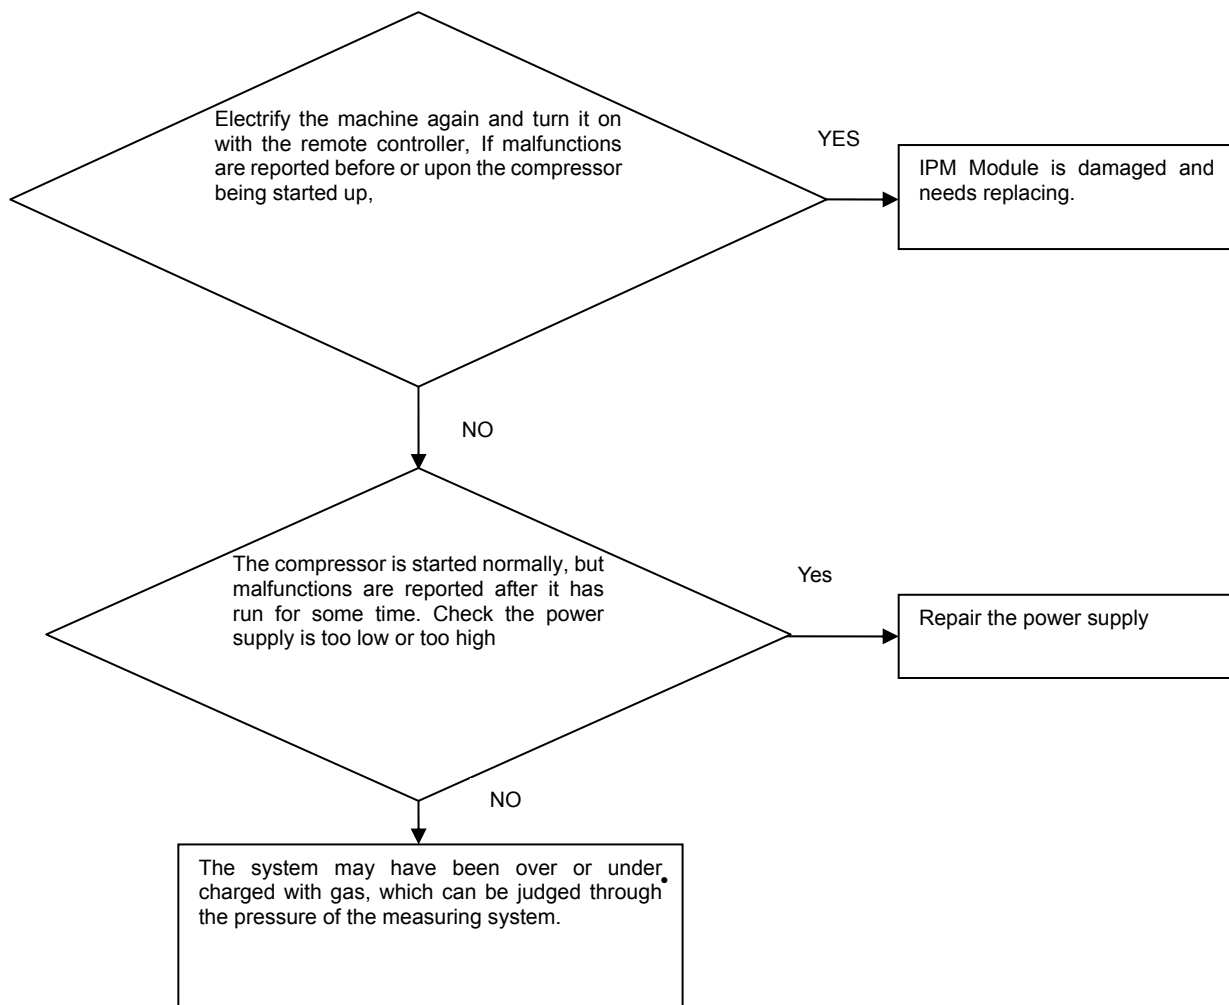 Electrify the machine again and turn it on
with the remote controller, If malfunctions
are reported before or upon the compressor
being started up,
YES
IPM Module is damaged and
needs replacing.
NO
The compressor is started normally, but
malfunctions are reported after it has
run for some time. Check the power
supply is too low or too high
Yes
Repair the power supply
NO
The system may have been over or under
charged with gas, which can be judged through
the pressure of the measuring system.